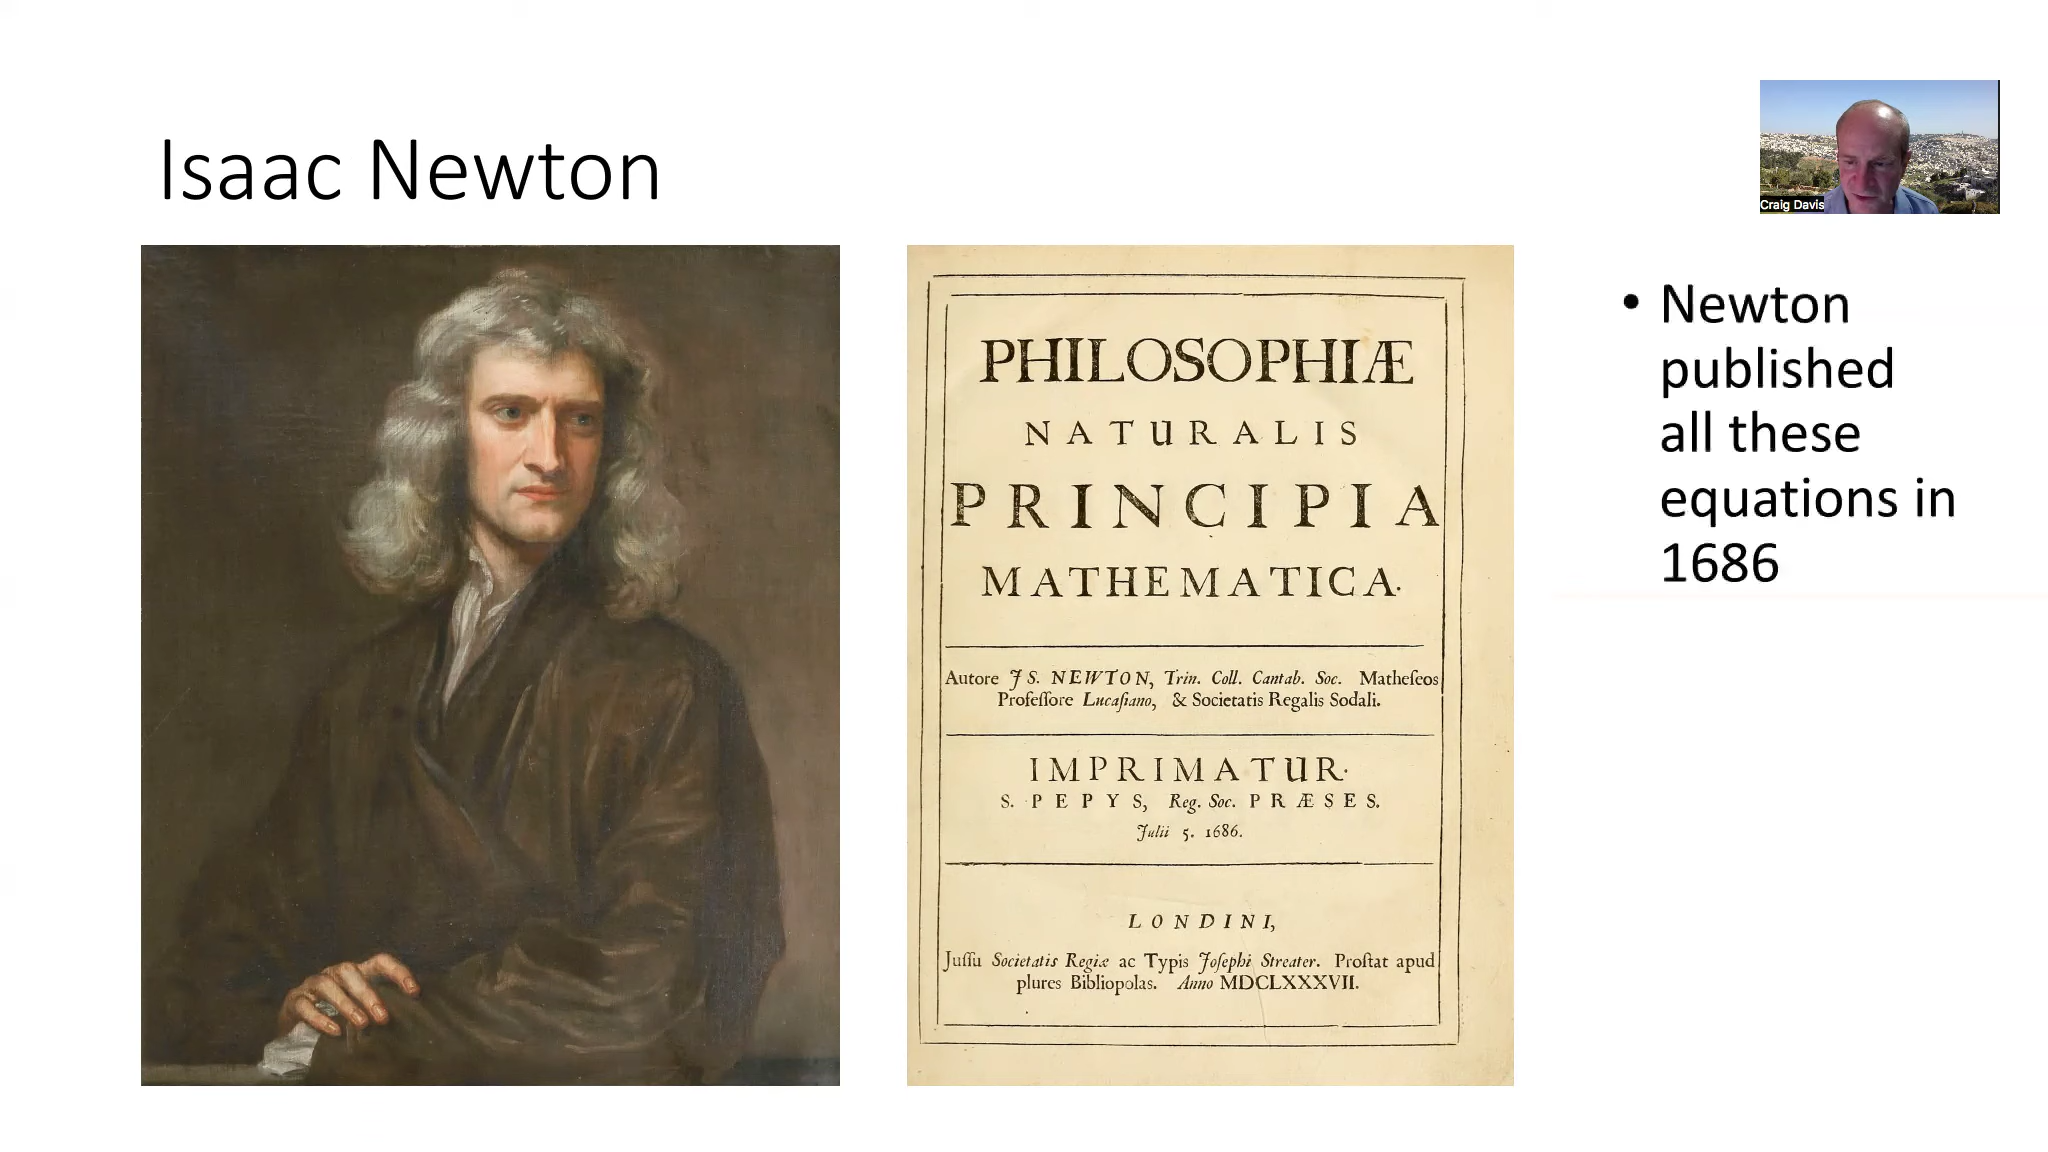 Isaac Newton
Craig Davis
PHILOSOPHIÆ
NATURALIS
PRINCIPIA
MATHEMATICA.
Autore JS. NEWTON, Trin. Coll. Cantab. Soc. Matheſeos
Profeſſore Lucaſiano, & Societatis Regalis Sodali.
IMPRIMATUR.
S. PEPYS, Reg. Soc. PRÆSES.
Julii 5. 1686.
LONDINI,
Juſſu Societatis Regiæ ac Typis Joſephi Streater. Proſtat apud
plures Bibliopolas. Anno MDCLXXXVII.
• Newton
published
all these
equations in
1686